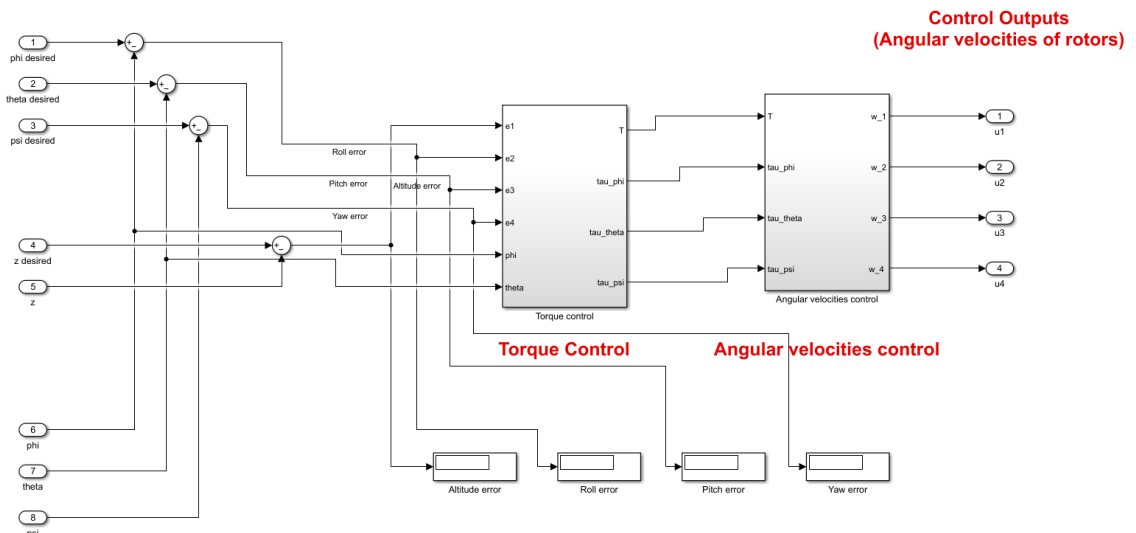 Control Outputs
(Angular velocities of rotors)
1
phi desired
2
theta desired
3
psi desired
4
z desired
5
z
6
phi
7
theta
8
psi
+
_
+
_
+
_
+
_
Roll error
Pitch error
Altitude error
Yaw error
e1
e2
e3
e4
phi
theta
T
tau_phi
tau_theta
tau_psi
Torque control
T
tau_phi
tau_theta
tau_psi
w_1
w_2
w_3
w_4
Angular velocities control
1
u1
2
u2
3
u3
4
u4
Torque Control
Angular velocities control
Altitude error
Roll error
Pitch error
Yaw error